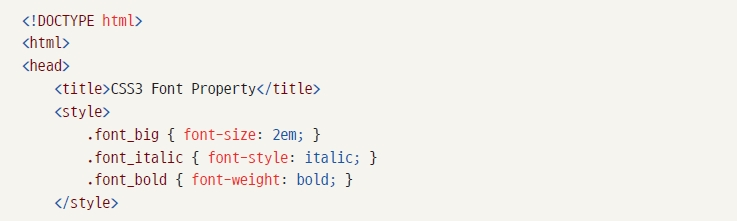 <!DOCTYPE html>
<html>
<head>
    <title>CSS3 Font Property</title>
    <style>
        .font_big { font-size: 2em; }
        .font_italic { font-style: italic; }
        .font_bold { font-weight: bold; }
    </style>